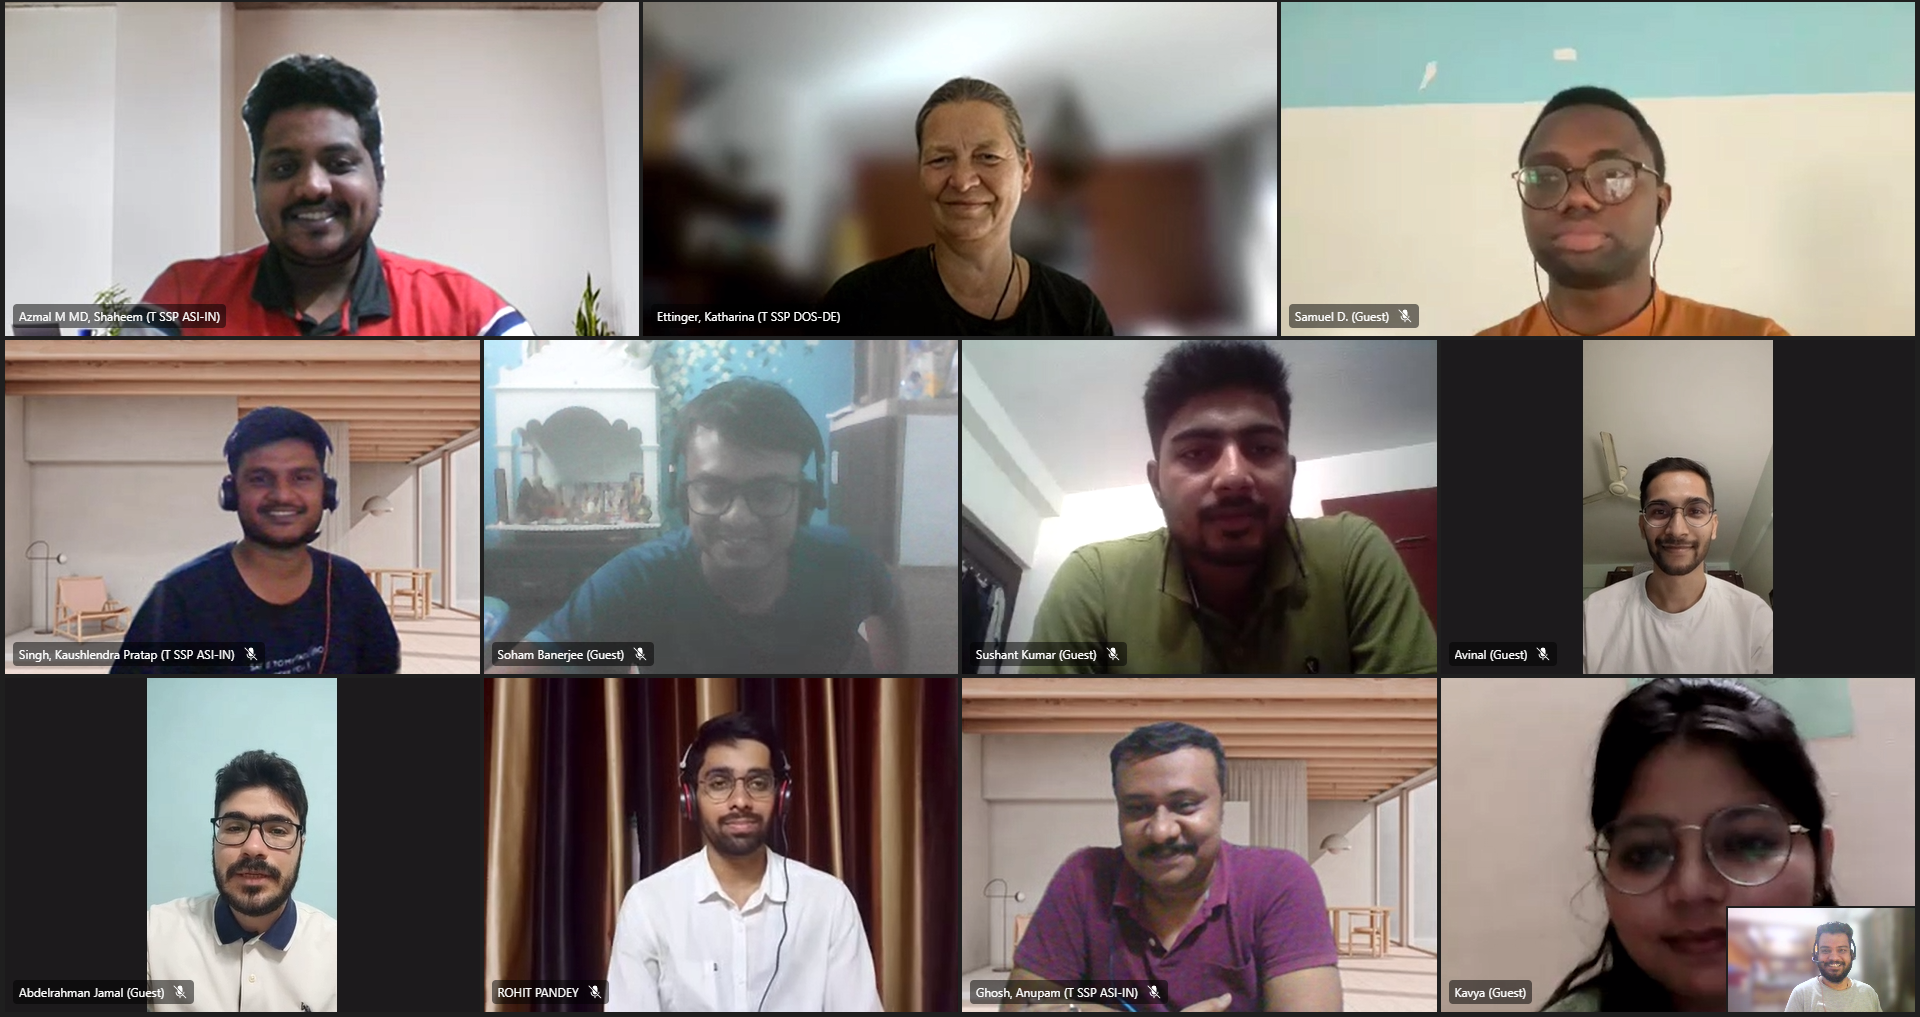 Azmal M MD, Shaheem (T SSP ASI-IN)
Ettinger, Katharina (T SSP DOS-DE)
Samuel D. (Guest)
Singh, Kaushlendra Pratap (T SSP ASI-IN)
Soham Banerjee (Guest)
Sushant Kumar (Guest)
Avinal (Guest)
Abdelrahman Jamal (Guest)
ROHIT PANDEY
Ghosh, Anupam (T SSP ASI-IN)
Kavya (Guest)